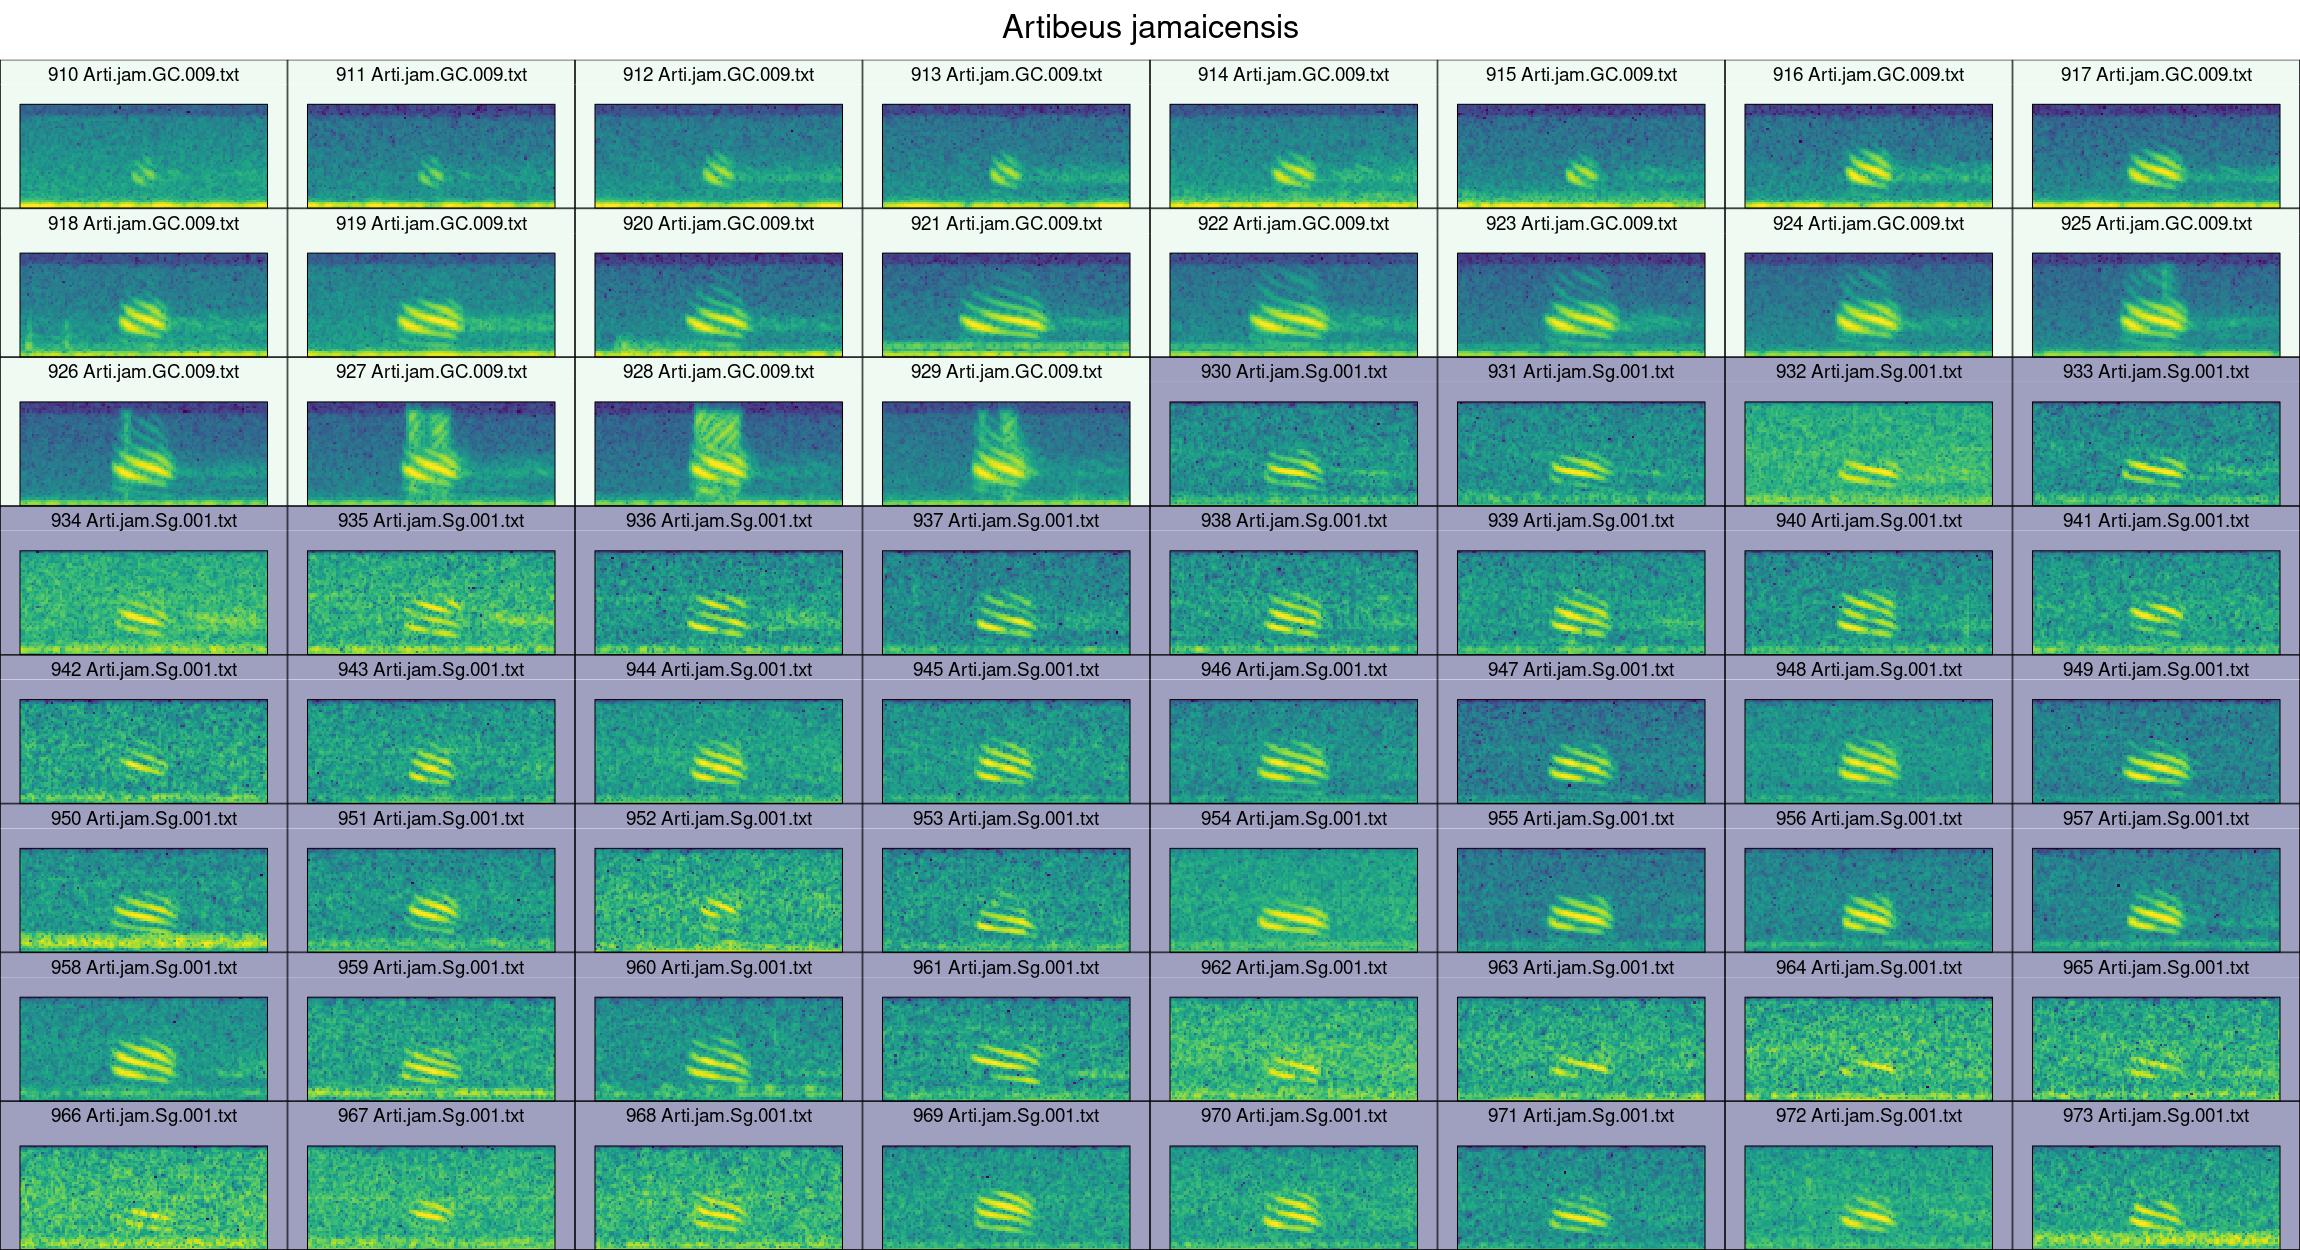 Artibeus jamaicensis
910 Arti.jam.GC.009.txt 911 Arti.jam.GC.009.txt 912 Arti.jam.GC.009.txt 913 Arti.jam.GC.009.txt 914 Arti.jam.GC.009.txt 915 Arti.jam.GC.009.txt 916 Arti.jam.GC.009.txt 917 Arti.jam.GC.009.txt
918 Arti.jam.GC.009.txt 919 Arti.jam.GC.009.txt 920 Arti.jam.GC.009.txt 921 Arti.jam.GC.009.txt 922 Arti.jam.GC.009.txt 923 Arti.jam.GC.009.txt 924 Arti.jam.GC.009.txt 925 Arti.jam.GC.009.txt
926 Arti.jam.GC.009.txt 927 Arti.jam.GC.009.txt 928 Arti.jam.GC.009.txt 929 Arti.jam.GC.009.txt 930 Arti.jam.Sg.001.txt 931 Arti.jam.Sg.001.txt 932 Arti.jam.Sg.001.txt 933 Arti.jam.Sg.001.txt
934 Arti.jam.Sg.001.txt 935 Arti.jam.Sg.001.txt 936 Arti.jam.Sg.001.txt 937 Arti.jam.Sg.001.txt 938 Arti.jam.Sg.001.txt 939 Arti.jam.Sg.001.txt 940 Arti.jam.Sg.001.txt 941 Arti.jam.Sg.001.txt
942 Arti.jam.Sg.001.txt 943 Arti.jam.Sg.001.txt 944 Arti.jam.Sg.001.txt 945 Arti.jam.Sg.001.txt 946 Arti.jam.Sg.001.txt 947 Arti.jam.Sg.001.txt 948 Arti.jam.Sg.001.txt 949 Arti.jam.Sg.001.txt
950 Arti.jam.Sg.001.txt 951 Arti.jam.Sg.001.txt 952 Arti.jam.Sg.001.txt 953 Arti.jam.Sg.001.txt 954 Arti.jam.Sg.001.txt 955 Arti.jam.Sg.001.txt 956 Arti.jam.Sg.001.txt 957 Arti.jam.Sg.001.txt
958 Arti.jam.Sg.001.txt 959 Arti.jam.Sg.001.txt 960 Arti.jam.Sg.001.txt 961 Arti.jam.Sg.001.txt 962 Arti.jam.Sg.001.txt 963 Arti.jam.Sg.001.txt 964 Arti.jam.Sg.001.txt 965 Arti.jam.Sg.001.txt
966 Arti.jam.Sg.001.txt 967 Arti.jam.Sg.001.txt 968 Arti.jam.Sg.001.txt 969 Arti.jam.Sg.001.txt 970 Arti.jam.Sg.001.txt 971 Arti.jam.Sg.001.txt 972 Arti.jam.Sg.001.txt 973 Arti.jam.Sg.001.txt